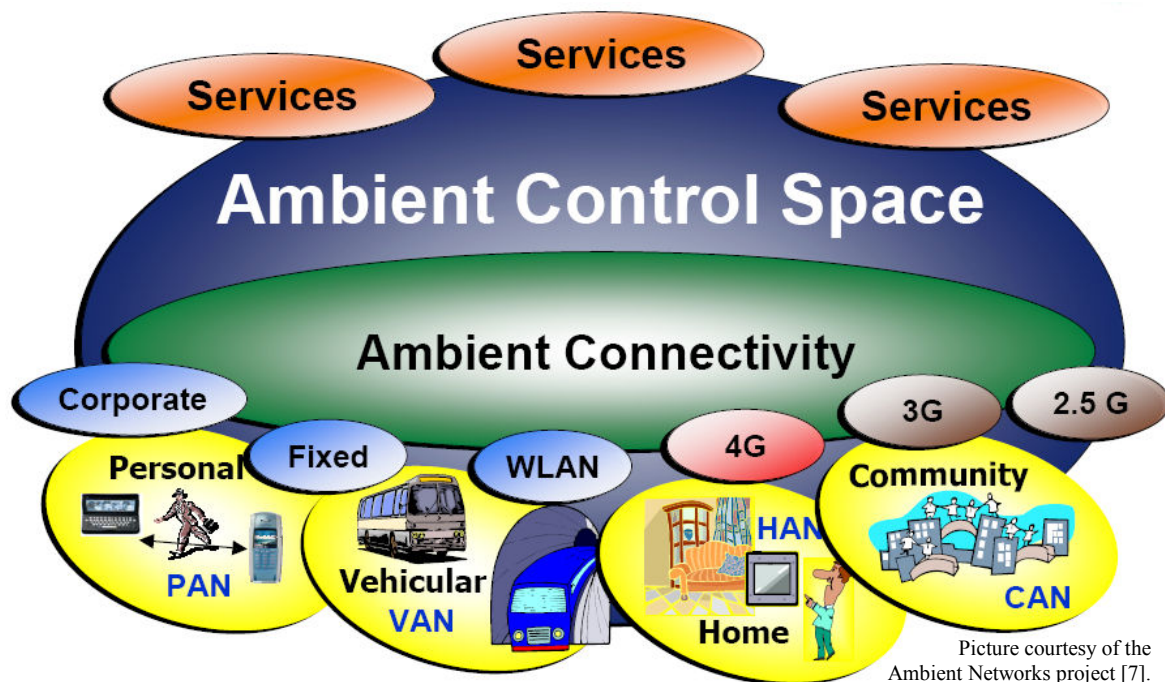 Services
Services
Services
Ambient Control Space
Ambient Connectivity
Corporate
Fixed
WLAN
4G
3G
2.5 G
Personal
PAN
Vehicular
VAN
HAN
Home
Community
CAN
Picture courtesy of the
Ambient Networks project [7].